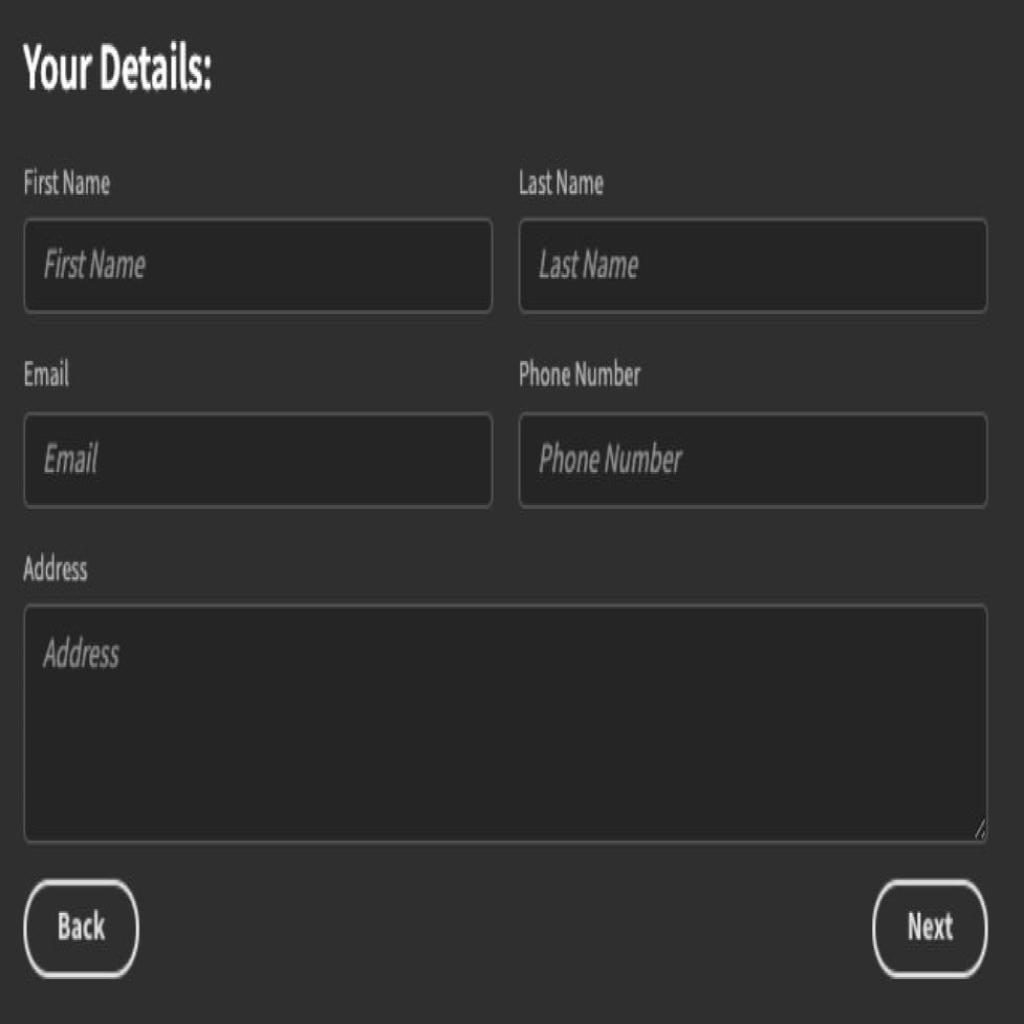 Your Details:
First Name Last Name
First Name Last Name
Email Phone Number
Email Phone Number
Address
Address
Back Next